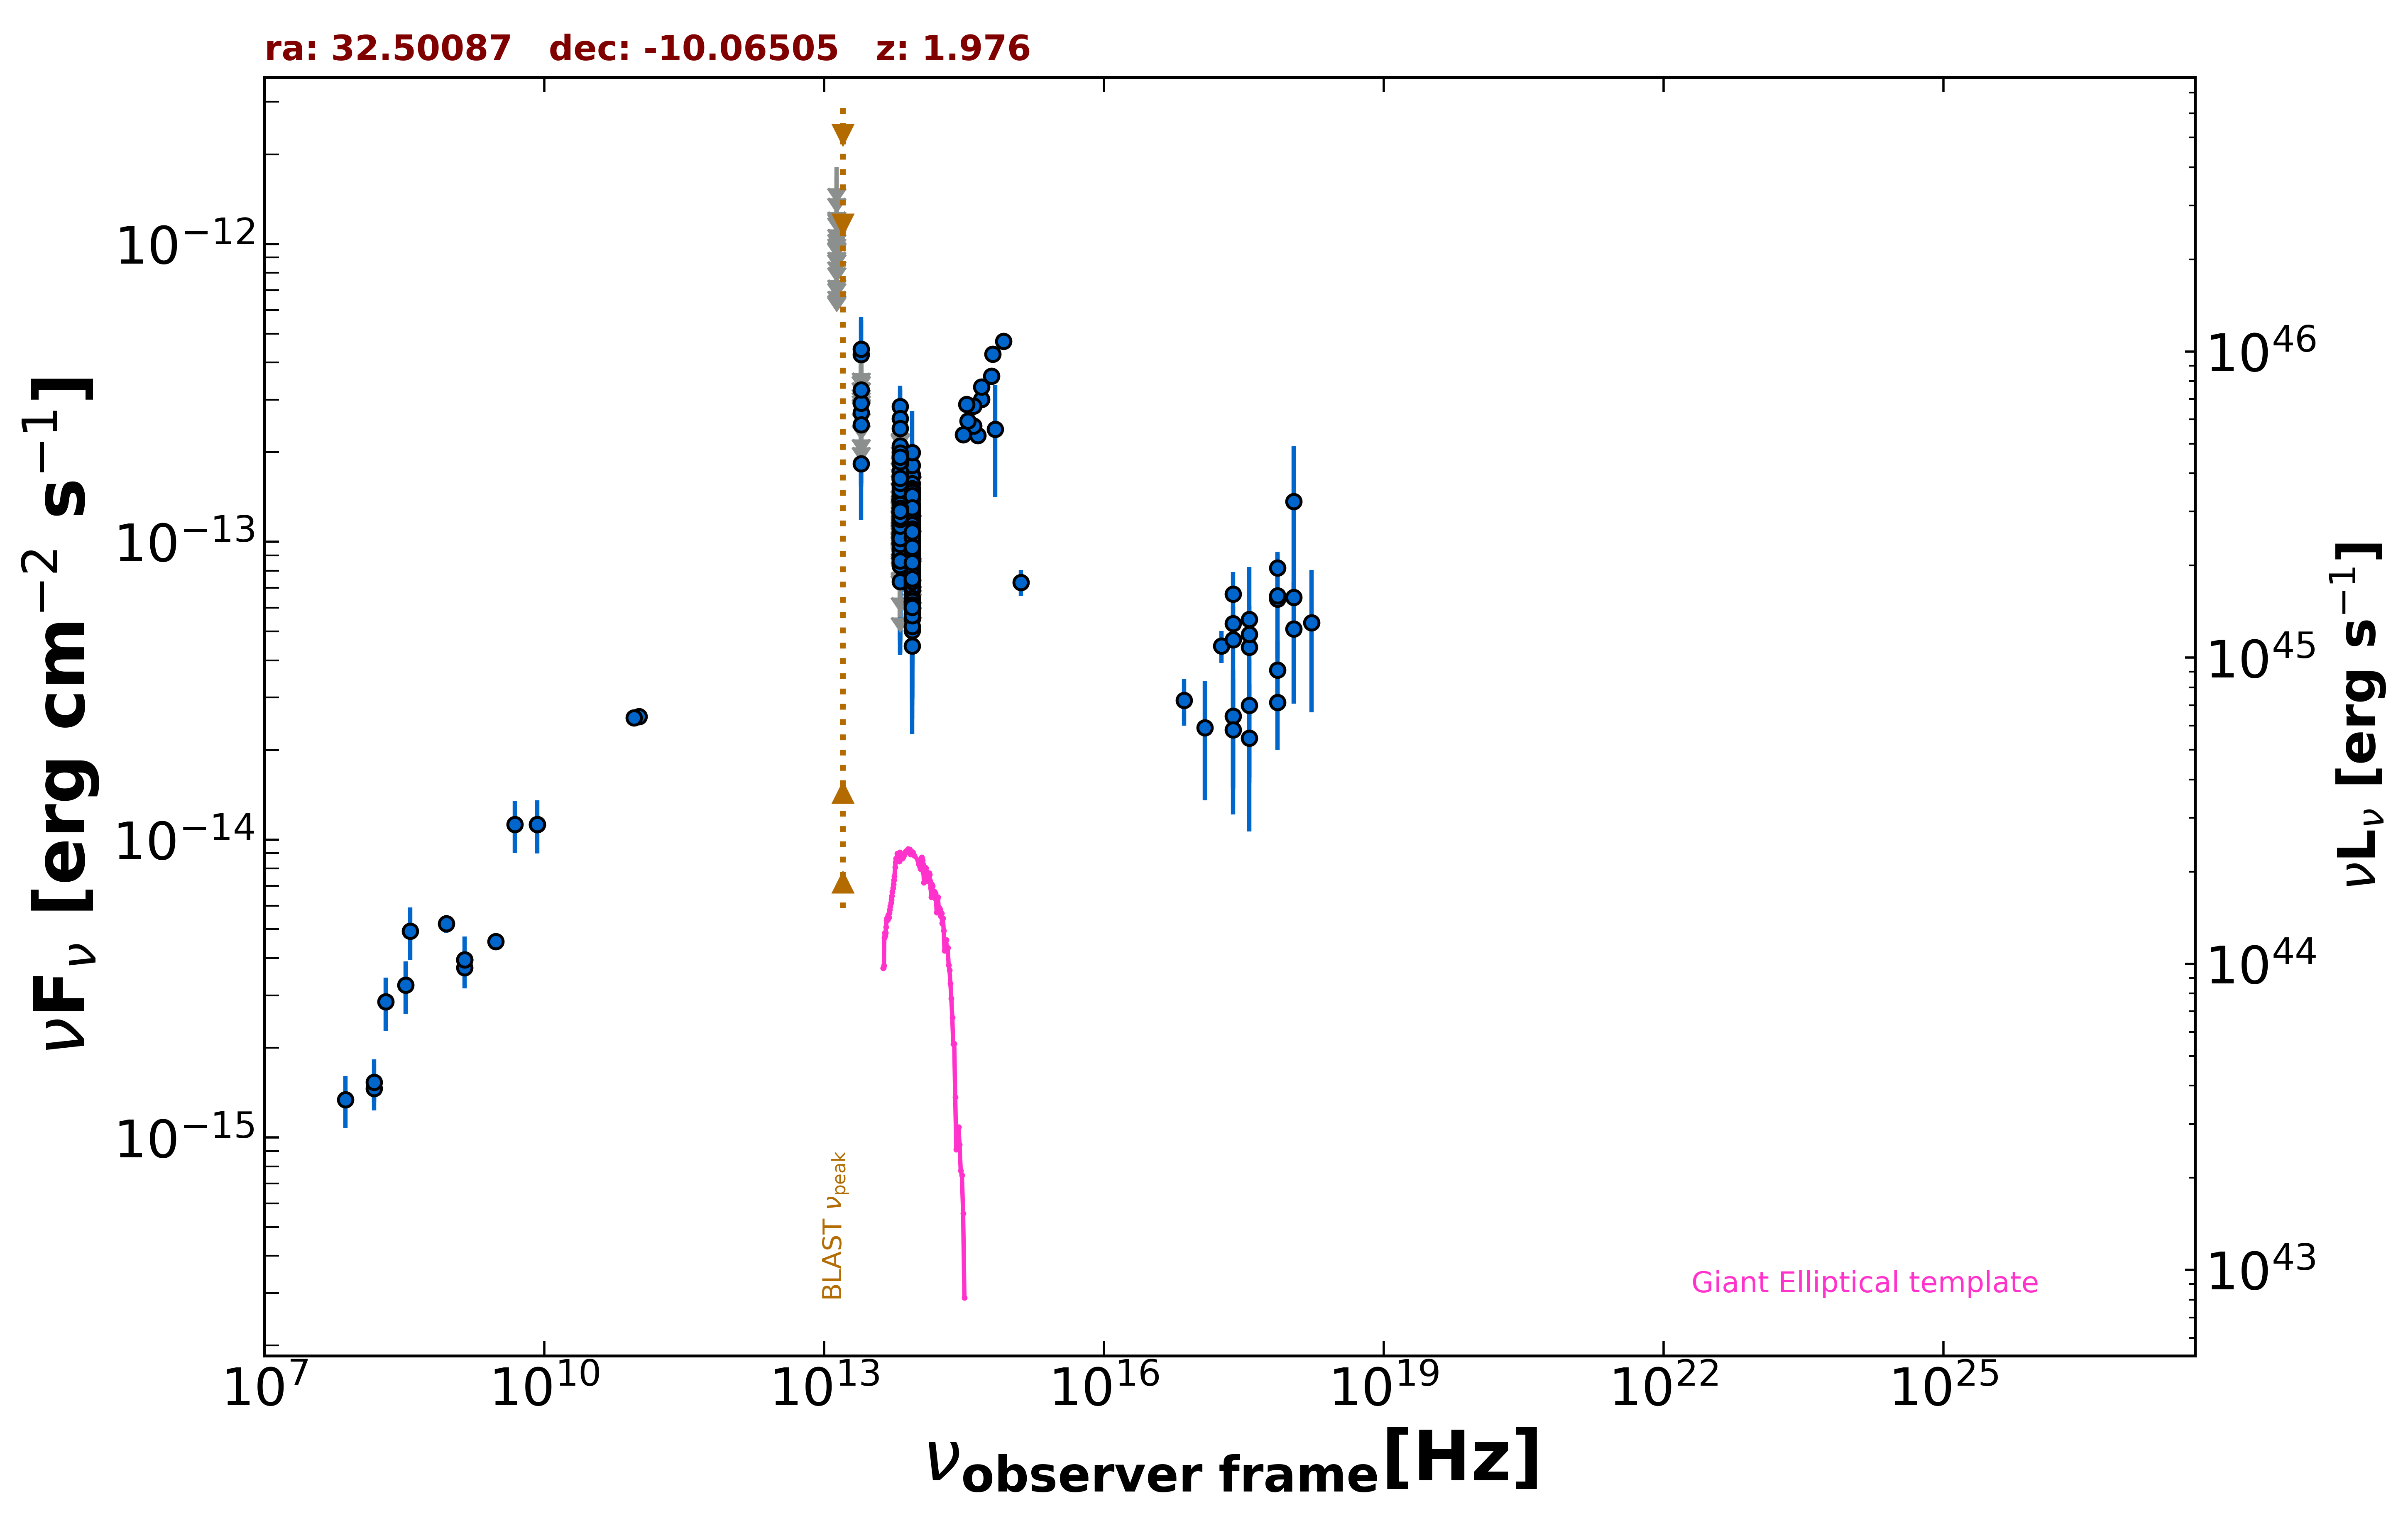 ra: 32.50087 dec: -10.06505 z: 1.976
νF_ν [erg cm⁻² s⁻¹]
10⁻¹²
10⁻¹³
10⁻¹⁴
10⁻¹⁵
10⁴⁶
10⁴⁵
10⁴⁴
10⁴³
νL_ν [erg s⁻¹]
BLAST ν_peak
Giant Elliptical template
10⁷ 10¹⁰ 10¹³ 10¹⁶ 10¹⁹ 10²² 10²⁵
ν_observer frame [Hz]